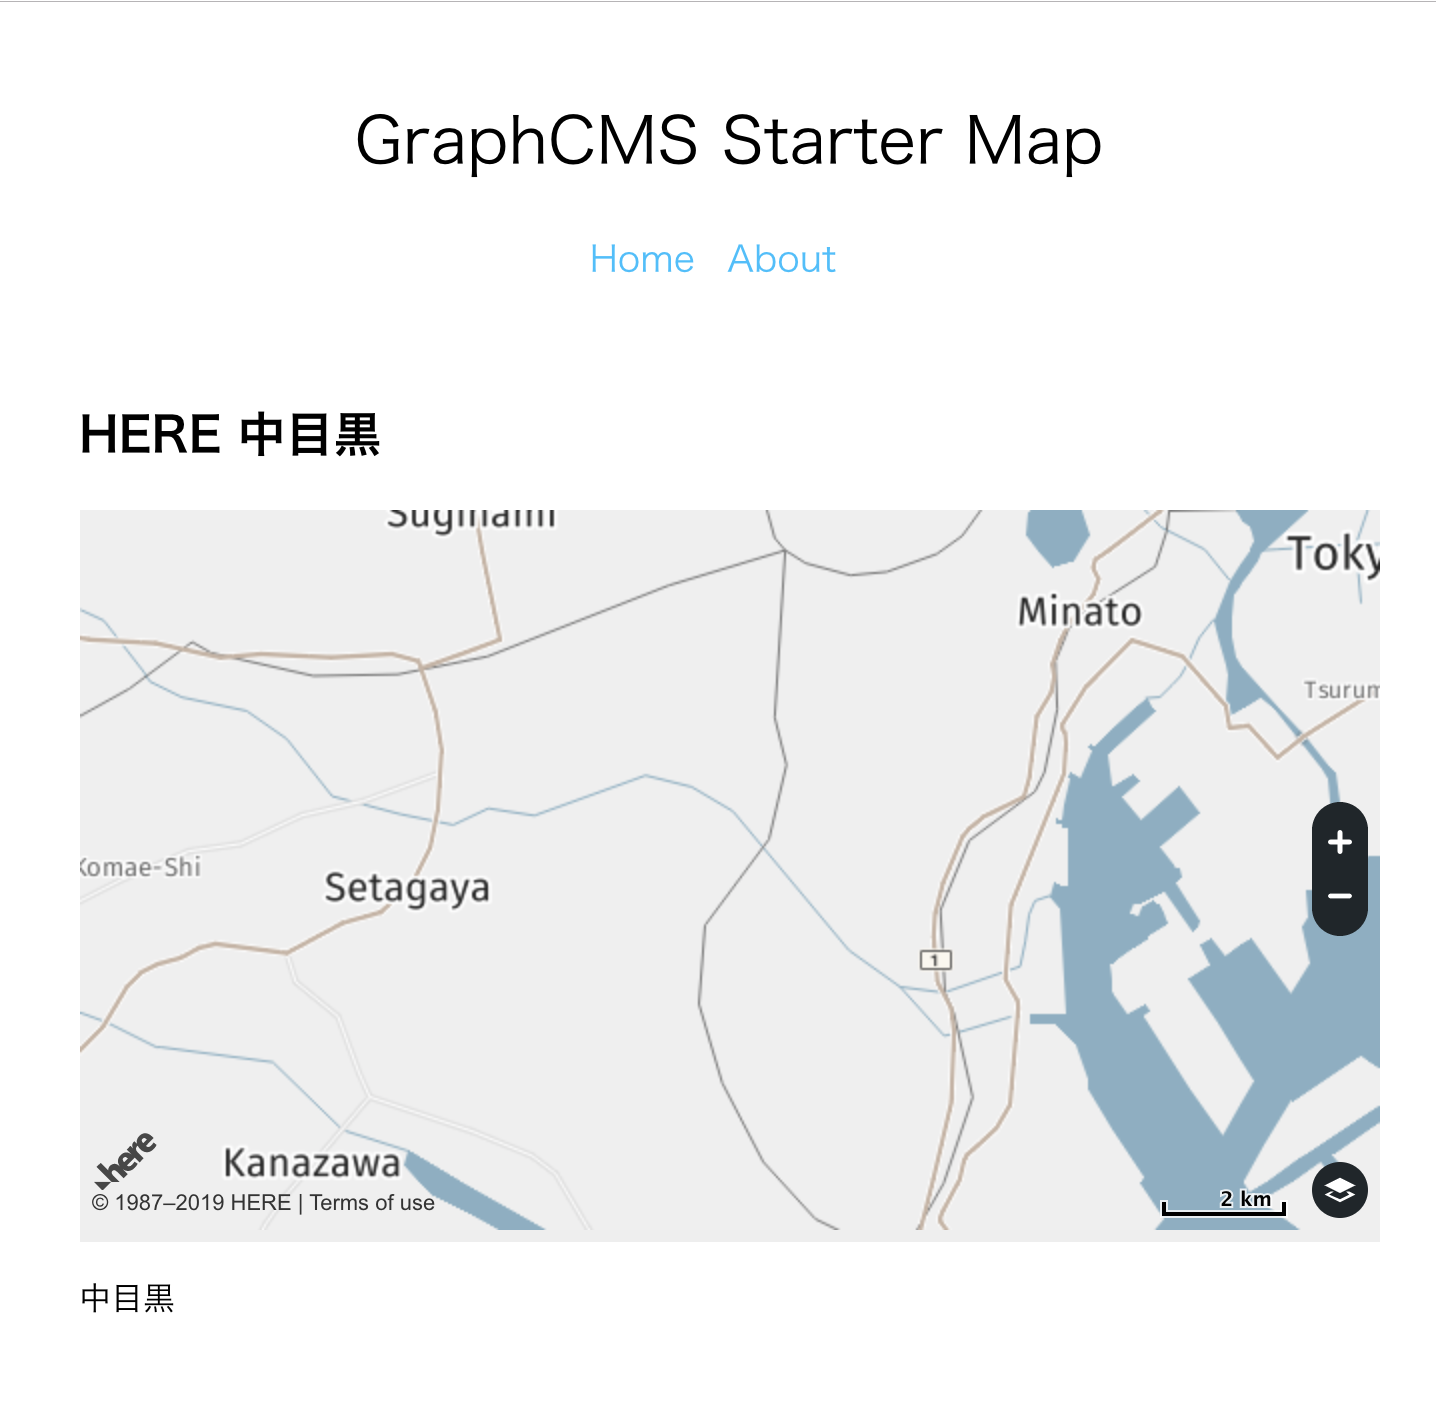 GraphCMS Starter Map
Home About
HERE 中目黒
Suginami
Toky
Minato
Tsurum
Komae-Shi
Setagaya
1
Kanazawa
here
© 1987–2019 HERE | Terms of use
2 km
中目黒